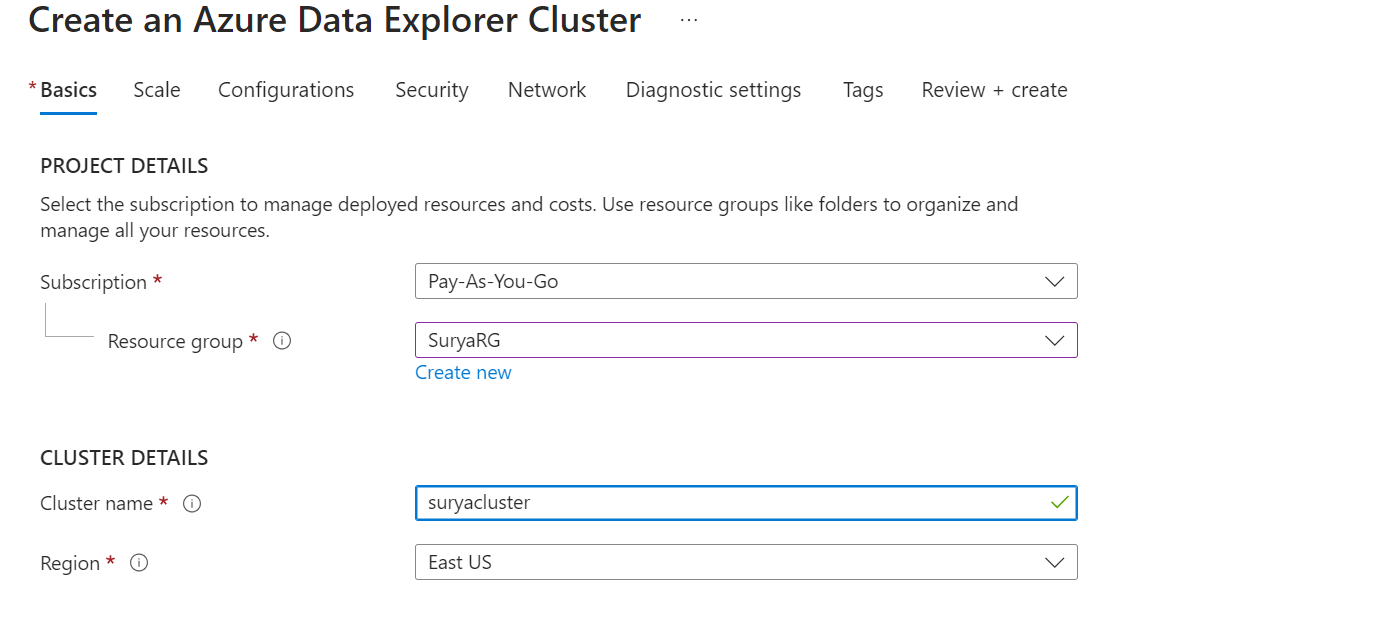 Create an Azure Data Explorer Cluster ...
* Basics Scale Configurations Security Network Diagnostic settings Tags Review + create
PROJECT DETAILS
Select the subscription to manage deployed resources and costs. Use resource groups like folders to organize and
manage all your resources.
Subscription * Pay-As-You-Go
Resource group * SuryaRG
Create new
CLUSTER DETAILS
Cluster name * suryacluster
Region * East US